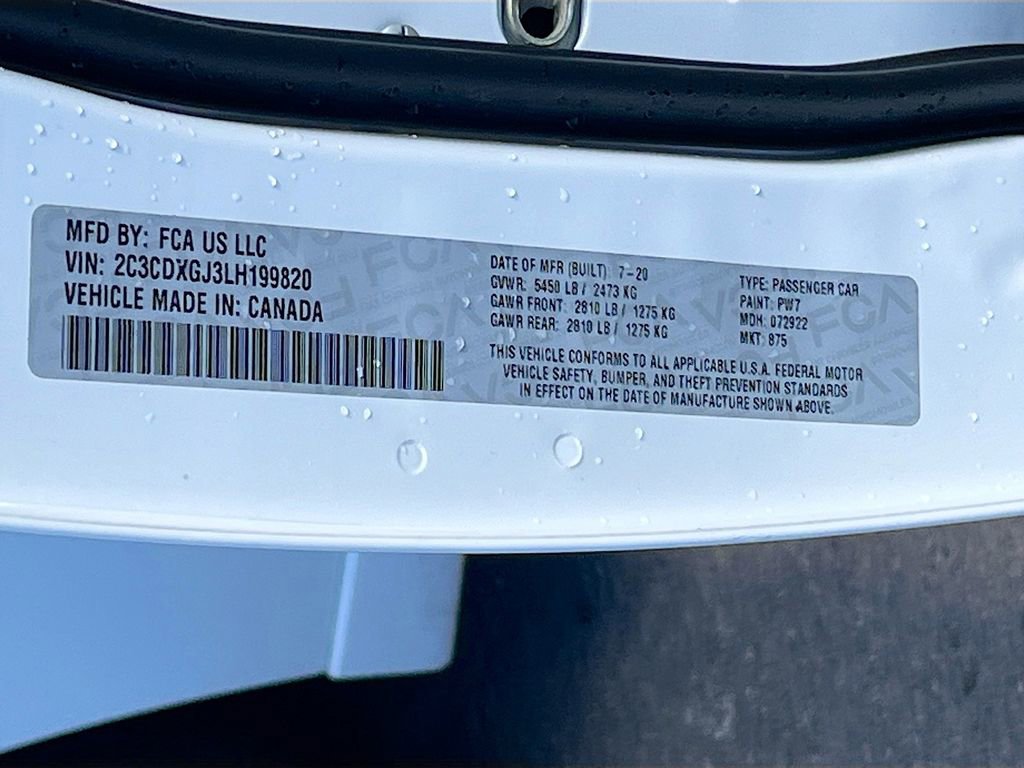 MFD BY: FCA US LLC
VIN: 2C3CDXGJ3LH199820
VEHICLE MADE IN: CANADA
DATE OF MFR (BUILT): 7-20
GVWR: 5450 LB / 2473 KG
GAWR FRONT: 2810 LB / 1275 KG
GAWR REAR: 2810 LB / 1275 KG
TYPE: PASSENGER CAR
PAINT: PW7
MDH: 072922
MKT: 875
THIS VEHICLE CONFORMS TO ALL APPLICABLE U.S.A. FEDERAL MOTOR
VEHICLE SAFETY, BUMPER, AND THEFT PREVENTION STANDARDS
IN EFFECT ON THE DATE OF MANUFACTURE SHOWN ABOVE.